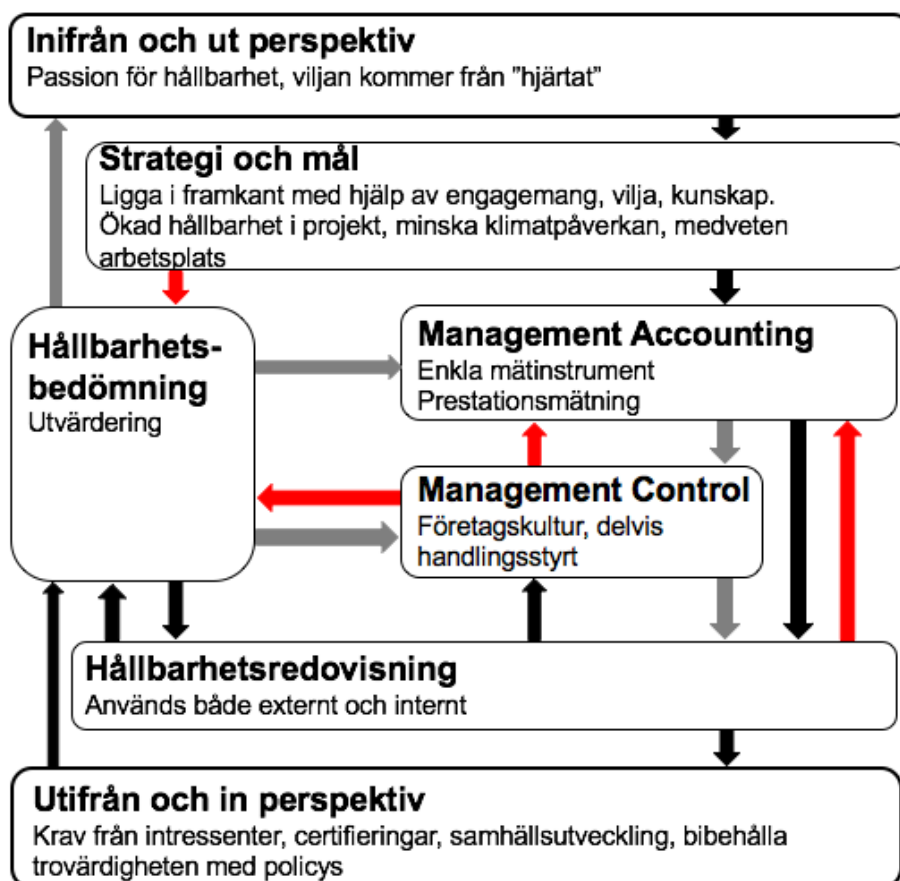 Inifrån och ut perspektiv
Passion för hållbarhet, viljan kommer från ”hjärtat”
Strategi och mål
Ligga i framkant med hjälp av engagemang, vilja, kunskap.
Ökad hållbarhet i projekt, minska klimatpåverkan, medveten
arbetsplats
Hållbarhets-
bedömning
Utvärdering
Management Accounting
Enkla mätinstrument
Prestationsmätning
Management Control
Företagskultur, delvis
handlingsstyrt
Hållbarhetsredovisning
Används både externt och internt
Utifrån och in perspektiv
Krav från intressenter, certifieringar, samhällsutveckling, bibehålla
trovärdigheten med policys